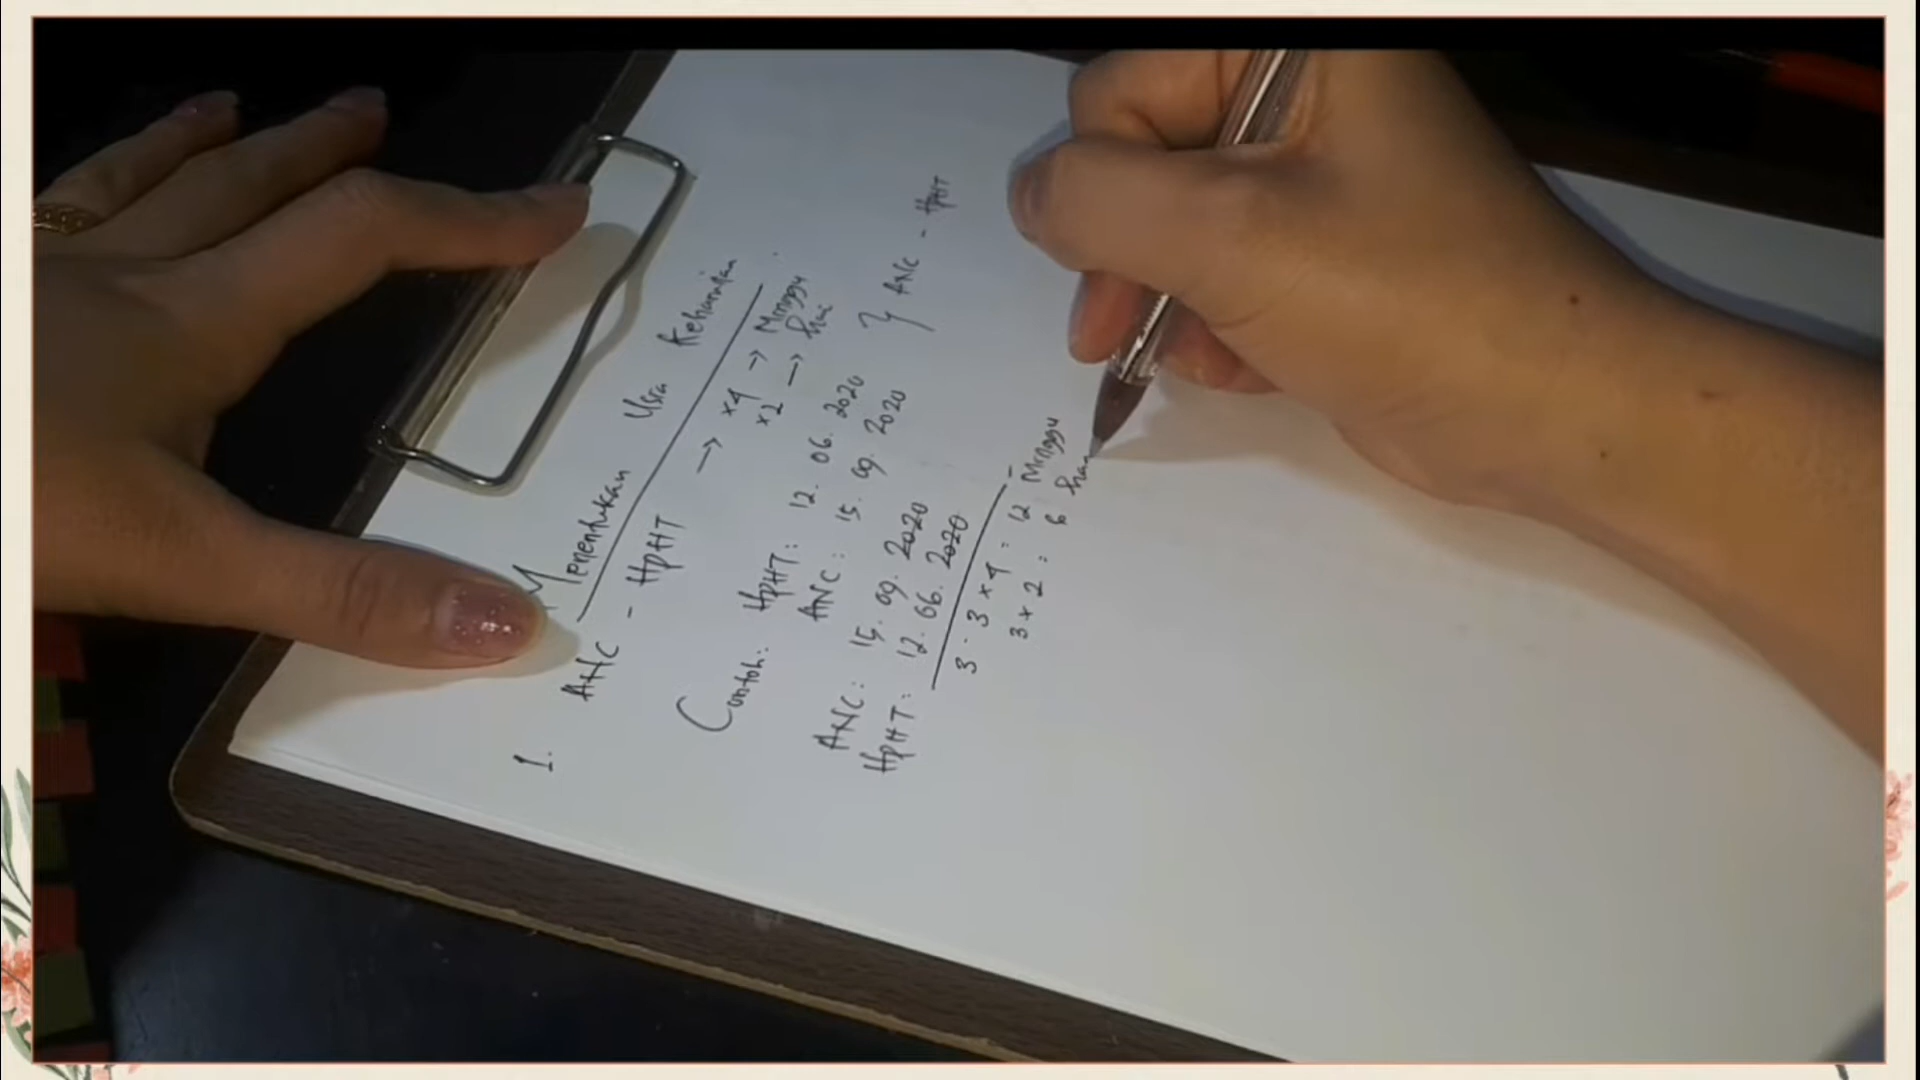 1. Menentukan Usia Kehamilan
ANC - HPHT → x4 → Minggu
x2 → hari
Contoh: HPHT: 12. 06. 2020
ANC: 15. 09. 2020 } ANC - HPHT
ANC: 15. 09. 2020
HPHT: 12. 06. 2020 -
3. 3 x 4 = 12 Minggu
3 x 2 = 6 hari